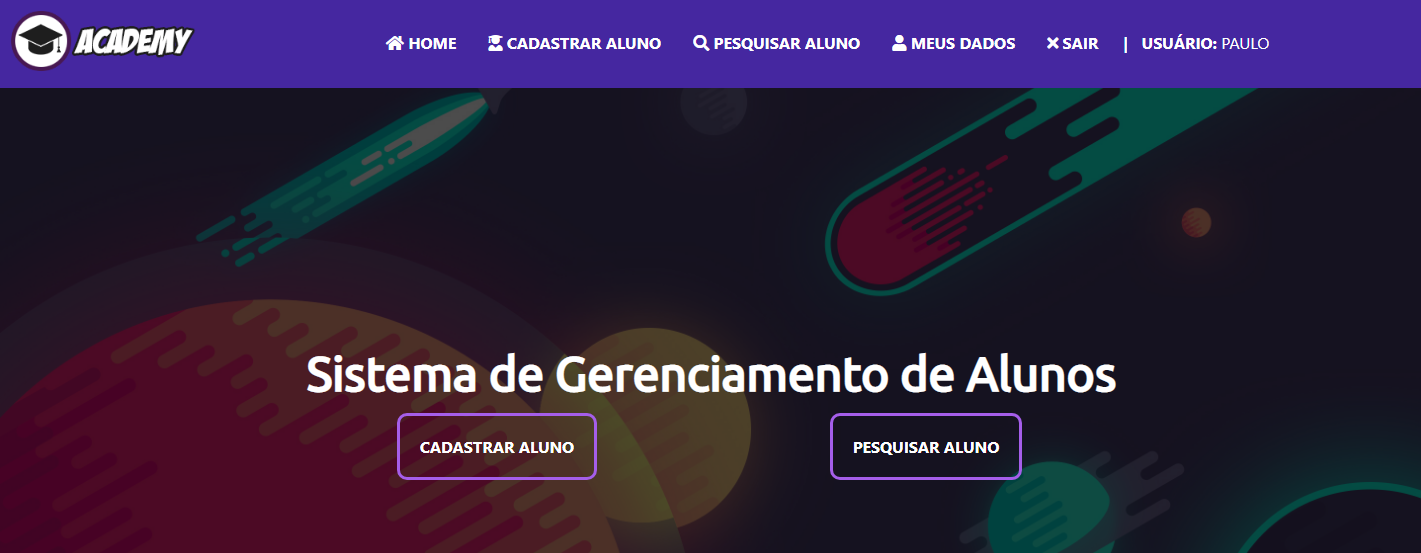 ACADEMY
HOME CADASTRAR ALUNO PESQUISAR ALUNO MEUS DADOS SAIR | USUÁRIO: PAULO
Sistema de Gerenciamento de Alunos
CADASTRAR ALUNO PESQUISAR ALUNO